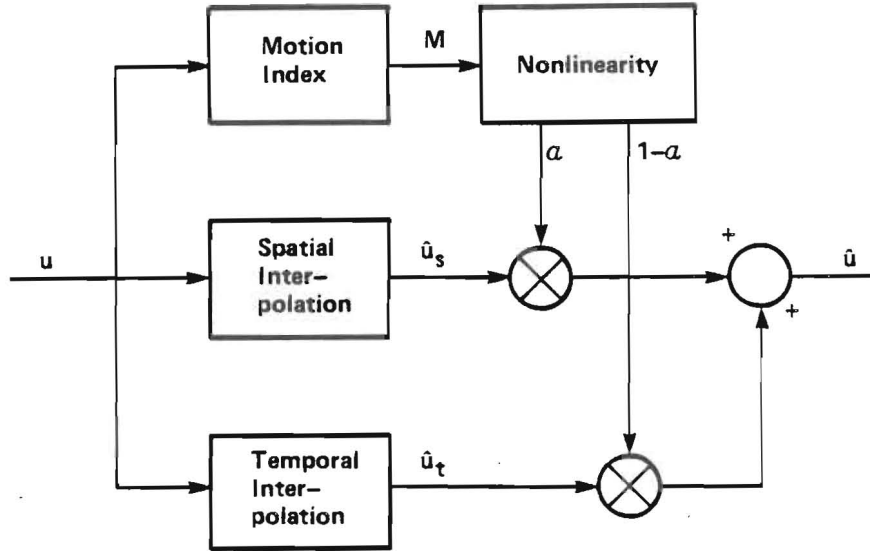 Motion
Index
M
Nonlinearity
α
1–α
u
Spatial
Inter–
polation
û_s
+
û
+
Temporal
Inter–
polation
û_t